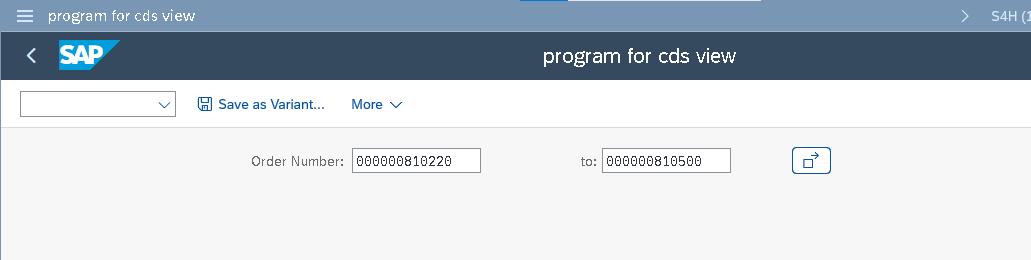 program for cds view
S4H (1
SAP
program for cds view
Save as Variant... More
Order Number: 000000810220 to: 000000810500